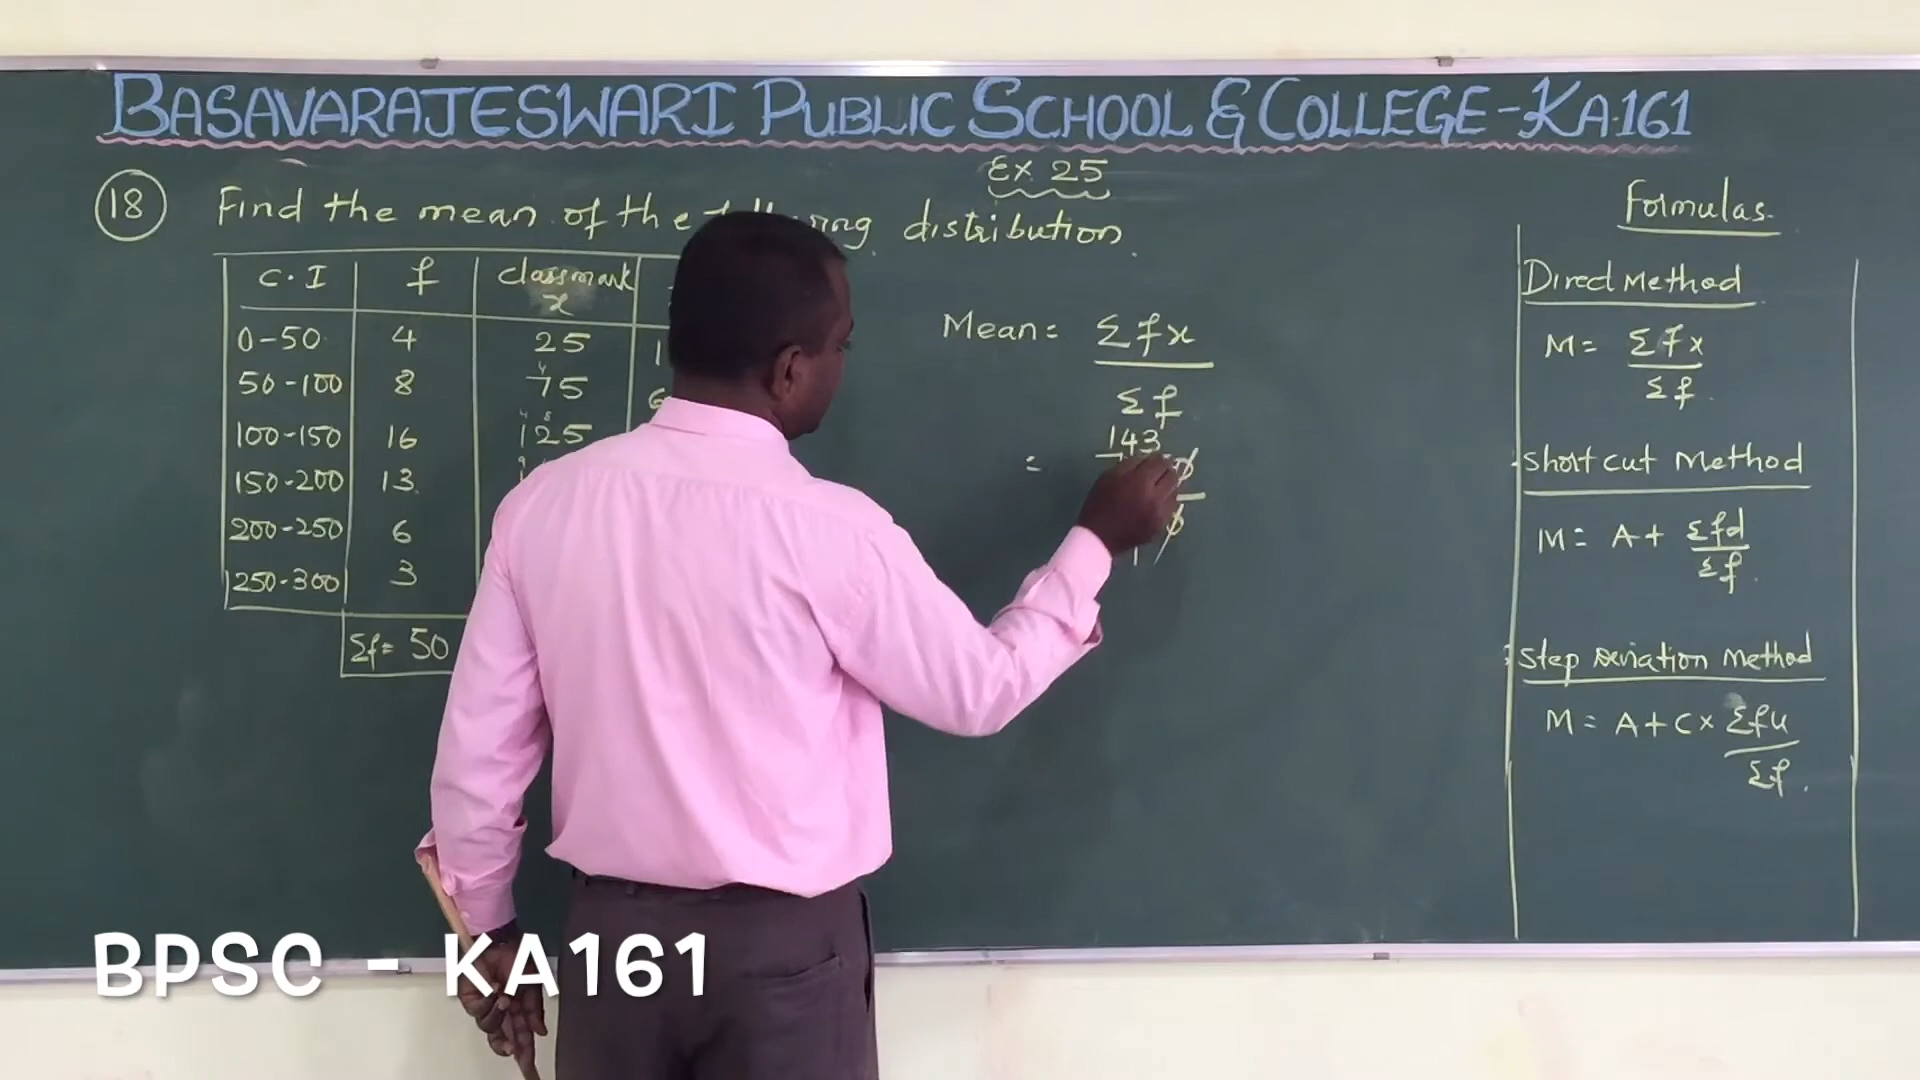 BASAVARAJESWARI PUBLIC SCHOOL & COLLEGE-KA161
Ex 25
18 Find the mean of the distribution.
C.I f classmark x
0-50 4 25
50-100 8 75
100-150 16 125
150-200 13
200-250 6
250-300 3
Σf= 50
Mean= Σfx
Σf
143
=
1
Formulas
Direct Method
M= Σfx
Σf
Short cut Method
M= A+ Σfd
Σf
Step Deviation Method
M= A+C× Σfu
Σf
BPSC - KA161